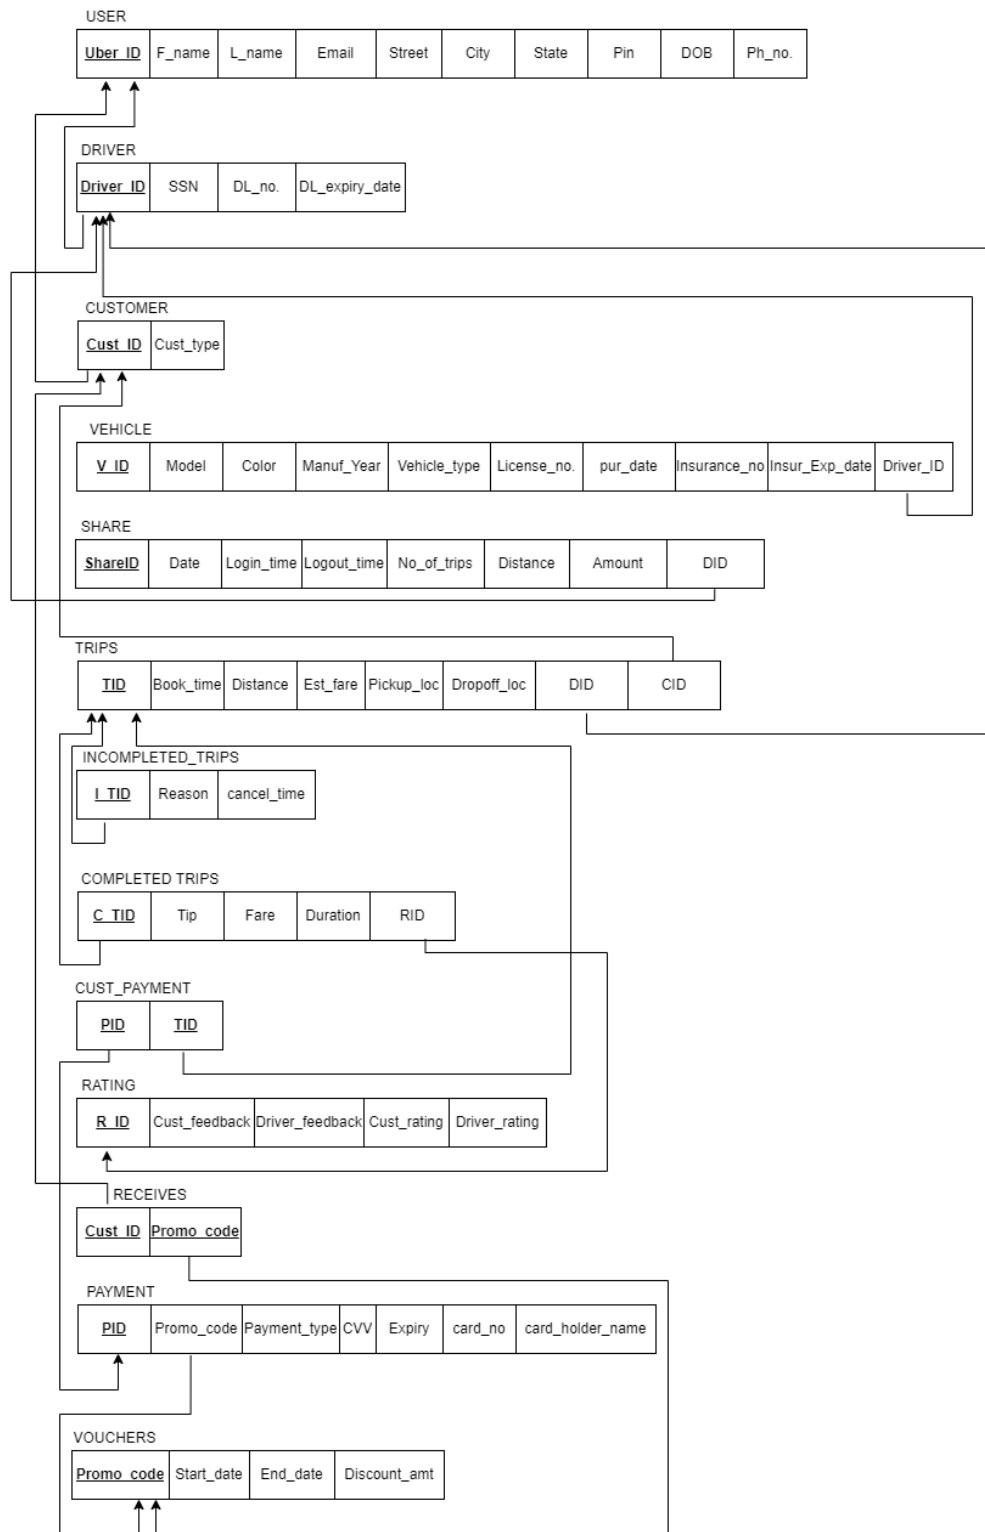 USER
Uber_ID F_name L_name Email Street City State Pin DOB Ph_no.
DRIVER
Driver_ID SSN DL_no. DL_expiry_date
CUSTOMER
Cust_ID Cust_type
VEHICLE
V_ID Model Color Manuf_Year Vehicle_type License_no. pur_date Insurance_no Insur_Exp_date Driver_ID
SHARE
ShareID Date Login_time Logout_time No_of_trips Distance Amount DID
TRIPS
TID Book_time Distance Est_fare Pickup_loc Dropoff_loc DID CID
INCOMPLETED_TRIPS
I_TID Reason cancel_time
COMPLETED TRIPS
C_TID Tip Fare Duration RID
CUST_PAYMENT
PID TID
RATING
R_ID Cust_feedback Driver_feedback Cust_rating Driver_rating
RECEIVES
Cust_ID Promo_code
PAYMENT
PID Promo_code Payment_type CVV Expiry card_no card_holder_name
VOUCHERS
Promo_code Start_date End_date Discount_amt